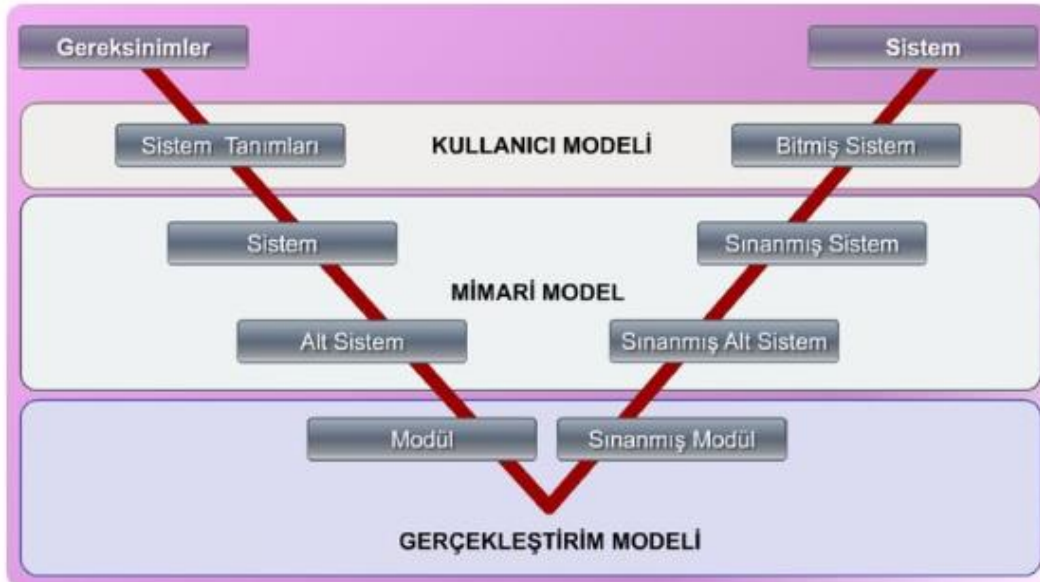 Gereksinimler
Sistem
Sistem Tanımları
KULLANICI MODELİ
Bitmiş Sistem
Sistem
Sınanmış Sistem
MİMARİ MODEL
Alt Sistem
Sınanmış Alt Sistem
Modül
Sınanmış Modül
GERÇEKLEŞTİRİM MODELİ